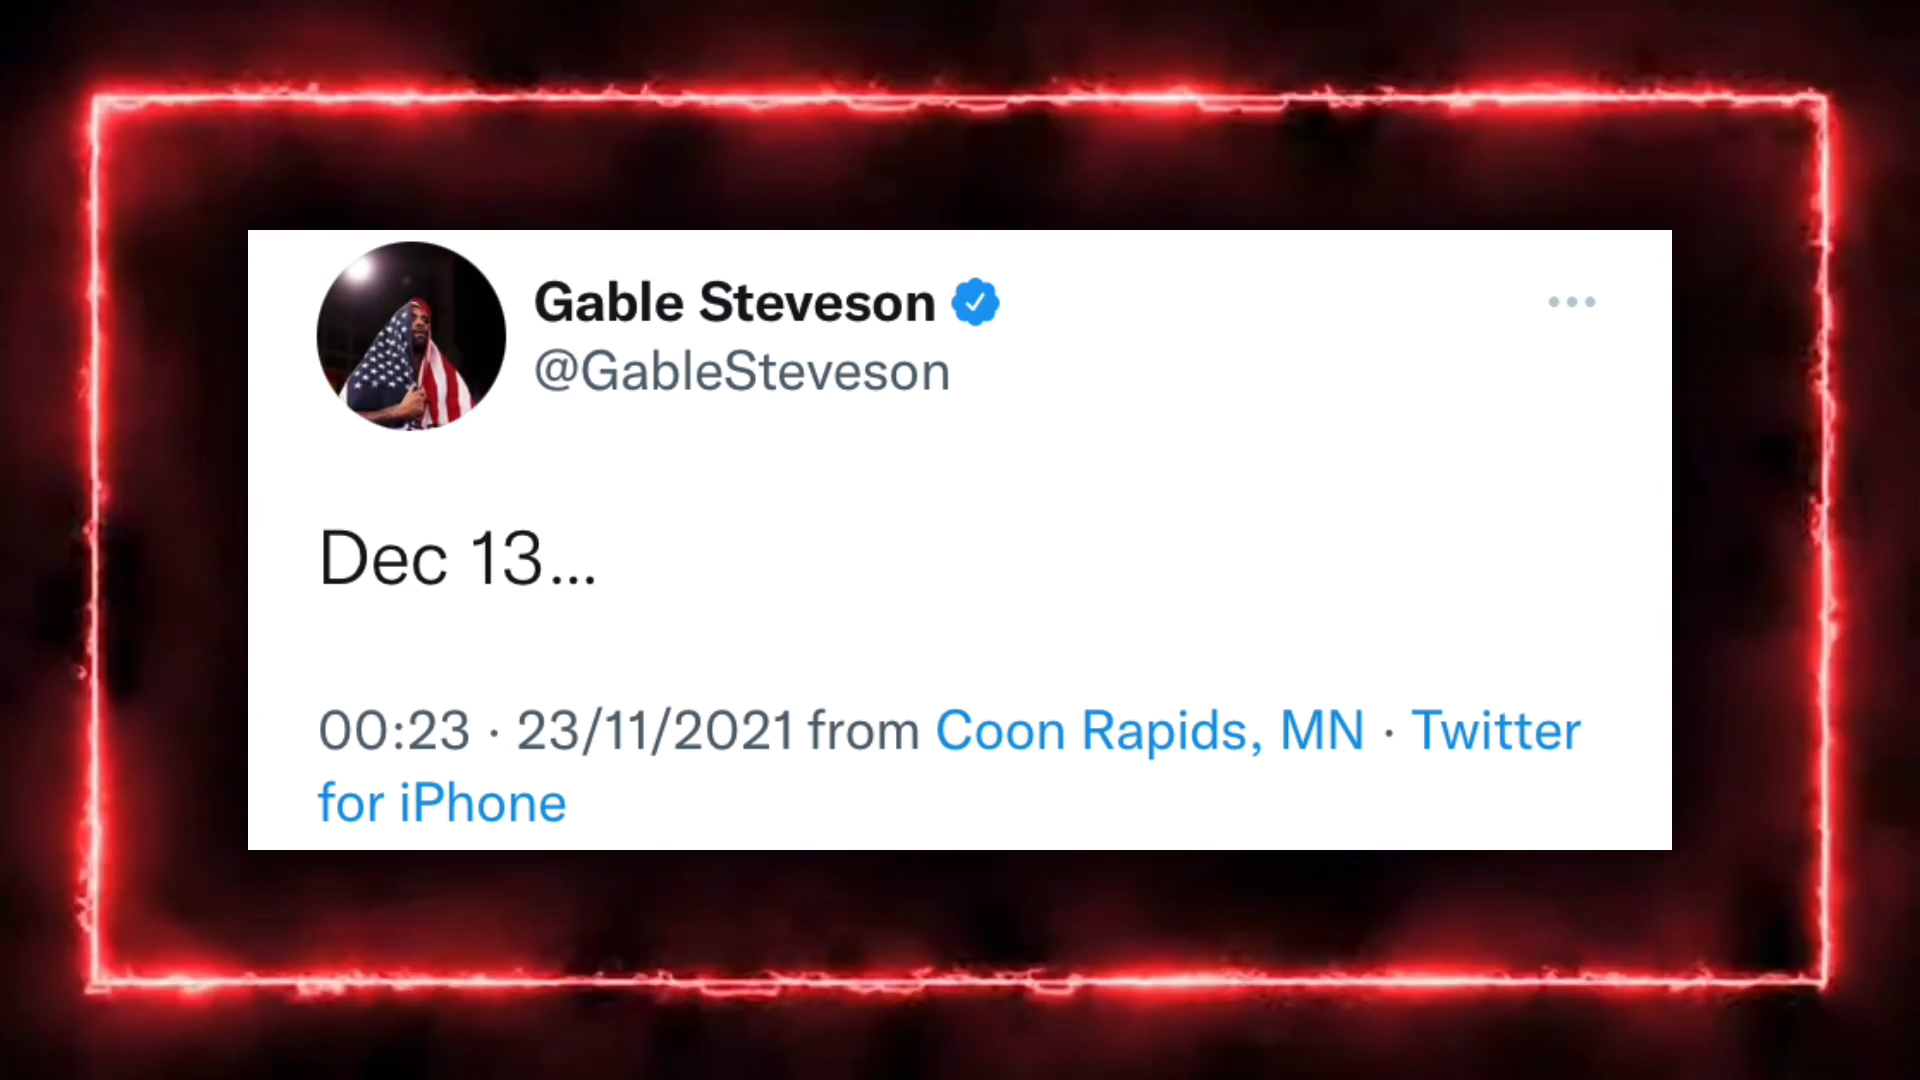 Gable Steveson
@GableSteveson
Dec 13...
00:23 · 23/11/2021 from Coon Rapids, MN · Twitter
for iPhone